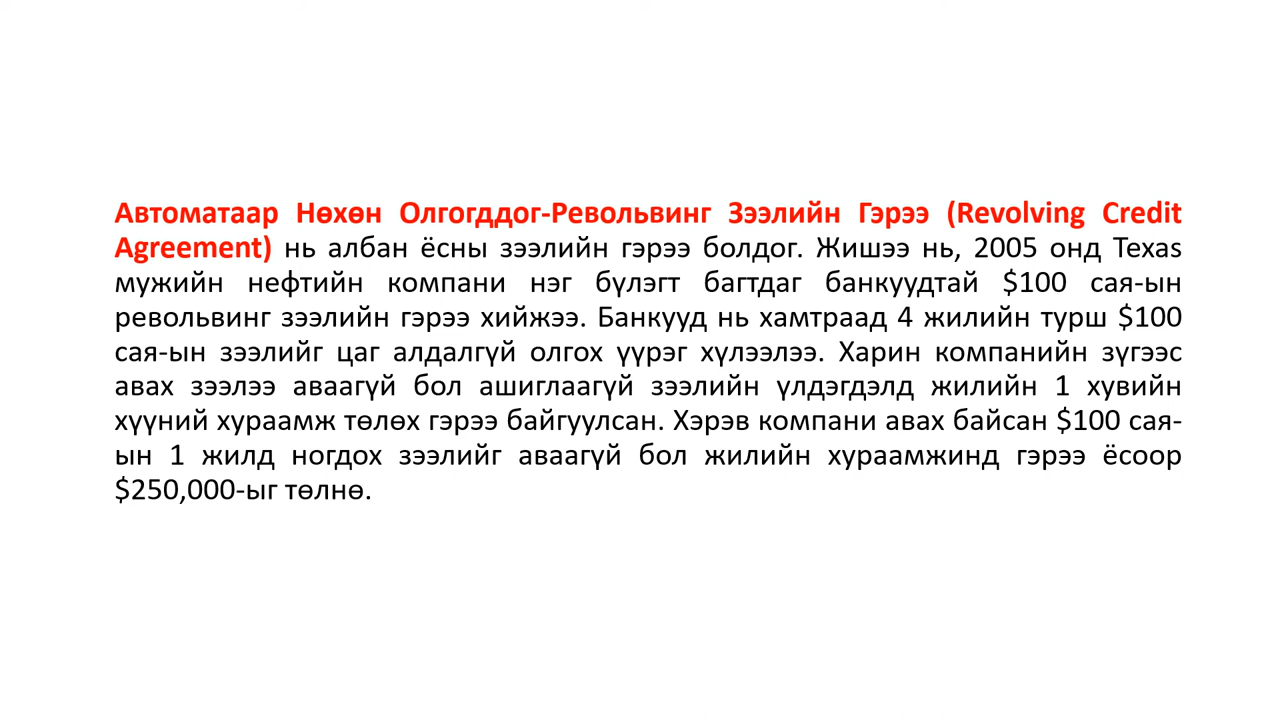 Автоматаар Нөхөн Олгогддог-Револьвинг Зээлийн Гэрээ (Revolving Credit
Agreement) нь албан ёсны зээлийн гэрээ болдог. Жишээ нь, 2005 онд Texas
мужийн нефтийн компани нэг бүлэгт багтдаг банкуудтай $100 сая-ын
револьвинг зээлийн гэрээ хийжээ. Банкууд нь хамтраад 4 жилийн турш $100
сая-ын зээлийг цаг алдалгүй олгох үүрэг хүлээлээ. Харин компанийн зүгээс
авах зээлээ аваагүй бол ашиглаагүй зээлийн үлдэгдэлд жилийн 1 хувийн
хүүний хураамж төлөх гэрээ байгуулсан. Хэрэв компани авах байсан $100 сая-
ын 1 жилд ногдох зээлийг аваагүй бол жилийн хураамжинд гэрээ ёсоор
$250,000-ыг төлнө.